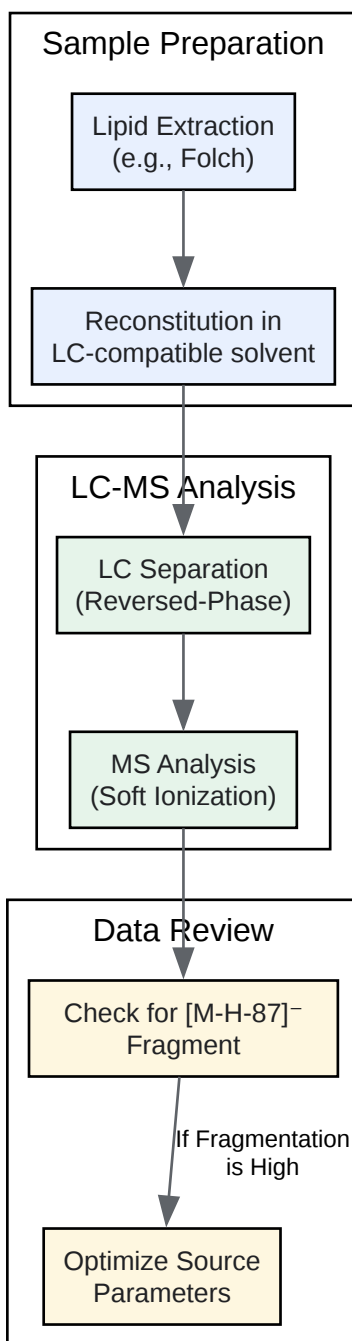 Sample Preparation
Lipid Extraction
(e.g., Folch)
Reconstitution in
LC-compatible solvent
LC-MS Analysis
LC Separation
(Reversed-Phase)
MS Analysis
(Soft Ionization)
Data Review
Check for [M-H-87]⁻
Fragment
If Fragmentation
is High
Optimize Source
Parameters